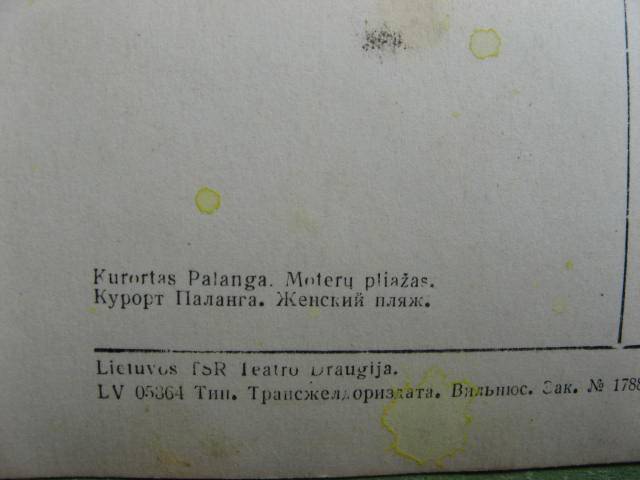 Kurortas Palanga. Moterų pliažas.
Курорт Паланга. Женский пляж.
Lietuvos TSR Teatro Draugija.
LV 05364 Тип. Трансжелдориздата. Вильнюс. Зак. № 1788